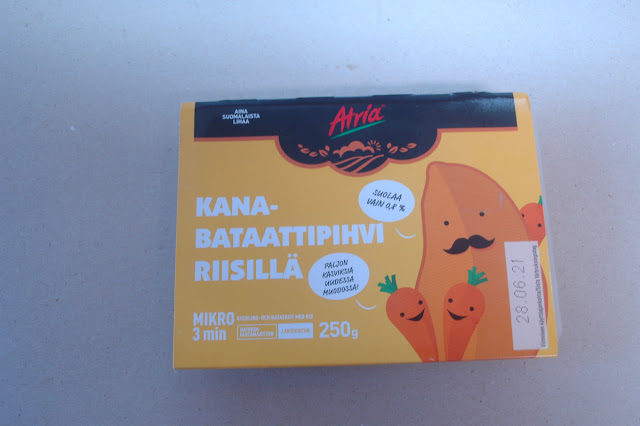 AINA
SUOMALAISTA
LIHAA
Atria
KANA-
BATAATTIPIHVI
RIISILLÄ
SUOLAA
VAIN 0,8 %
PALJON
KASVIKSIA
UUDESSA
MUODOSSA!
MIKRO
3 min
250g
28.06.21